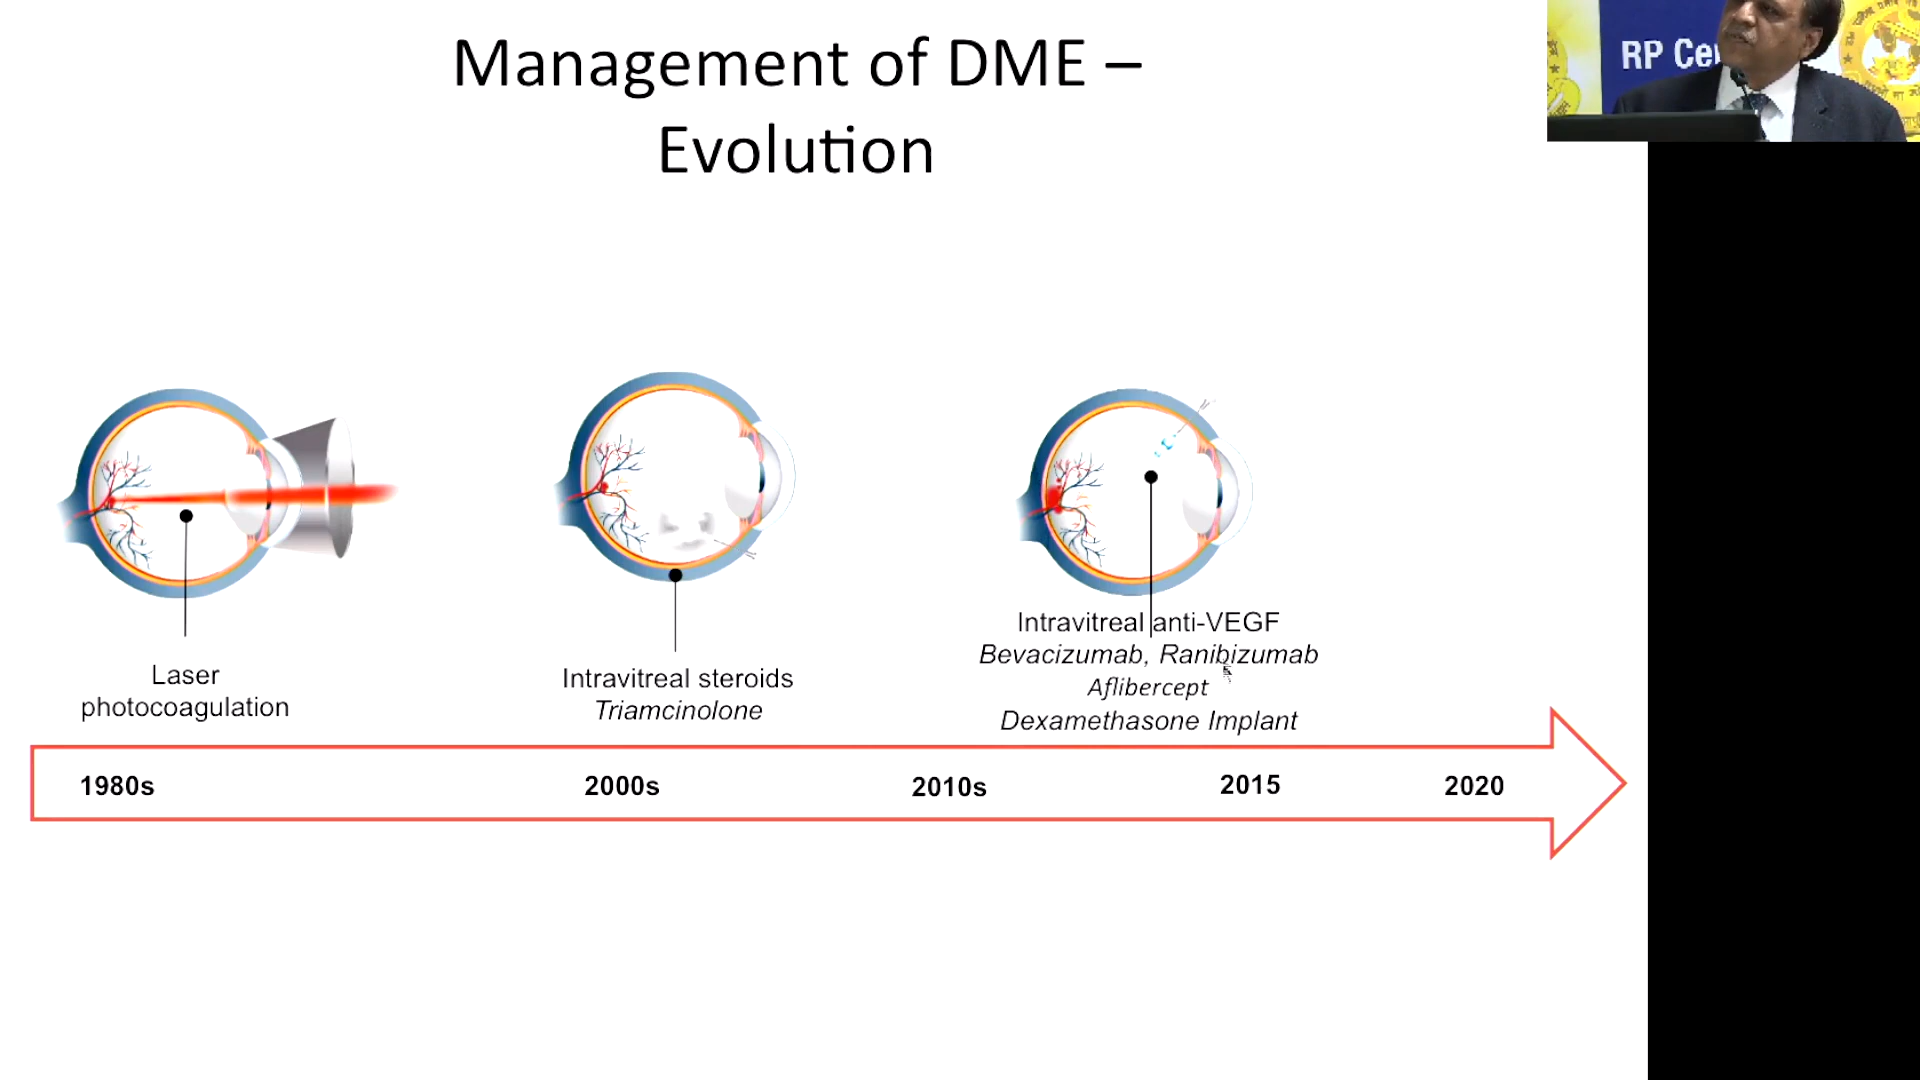 Management of DME –
Evolution
RP Ce
Laser
photocoagulation
Intravitreal steroids
Triamcinolone
Intravitreal anti-VEGF
Bevacizumab, Ranibizumab
Aflibercept
Dexamethasone Implant
1980s
2000s
2010s
2015
2020